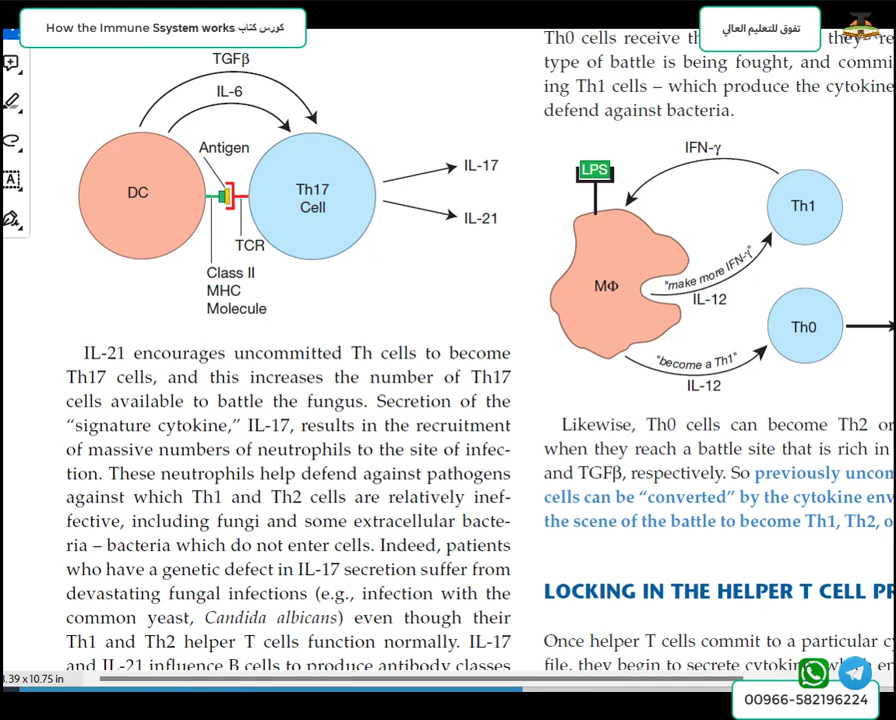 How the Immune Ssystem works كورس كتاب
تفوق للتعليم العالي
TGFβ
IL-6
Antigen
DC
Th17
Cell
IL-17
IL-21
TCR
Class II
MHC
Molecule
IL-21 encourages uncommitted Th cells to become
Th17 cells, and this increases the number of Th17
cells available to battle the fungus. Secretion of the
“signature cytokine,” IL-17, results in the recruitment
of massive numbers of neutrophils to the site of infec-
tion. These neutrophils help defend against pathogens
against which Th1 and Th2 cells are relatively inef-
fective, including fungi and some extracellular bacte-
ria – bacteria which do not enter cells. Indeed, patients
who have a genetic defect in IL-17 secretion suffer from
devastating fungal infections (e.g., infection with the
common yeast, Candida albicans) even though their
Th1 and Th2 helper T cells function normally. IL-17
and IL-21 influence B cells to produce antibody classes
Th0 cells receive
type of battle is being fought, and commi
ing Th1 cells – which produce the cytokine
defend against bacteria.
IFN-γ
LPS
Th1
MΦ
"make more IFN-γ"
IL-12
Th0
"become a Th1"
IL-12
Likewise, Th0 cells can become Th2 or
when they reach a battle site that is rich in
and TGFβ, respectively. So previously uncom
cells can be “converted” by the cytokine env
the scene of the battle to become Th1, Th2, o
LOCKING IN THE HELPER T CELL PR
Once helper T cells commit to a particular cy
file, they begin to secrete
.39 x 10.75 in
00966-582196224